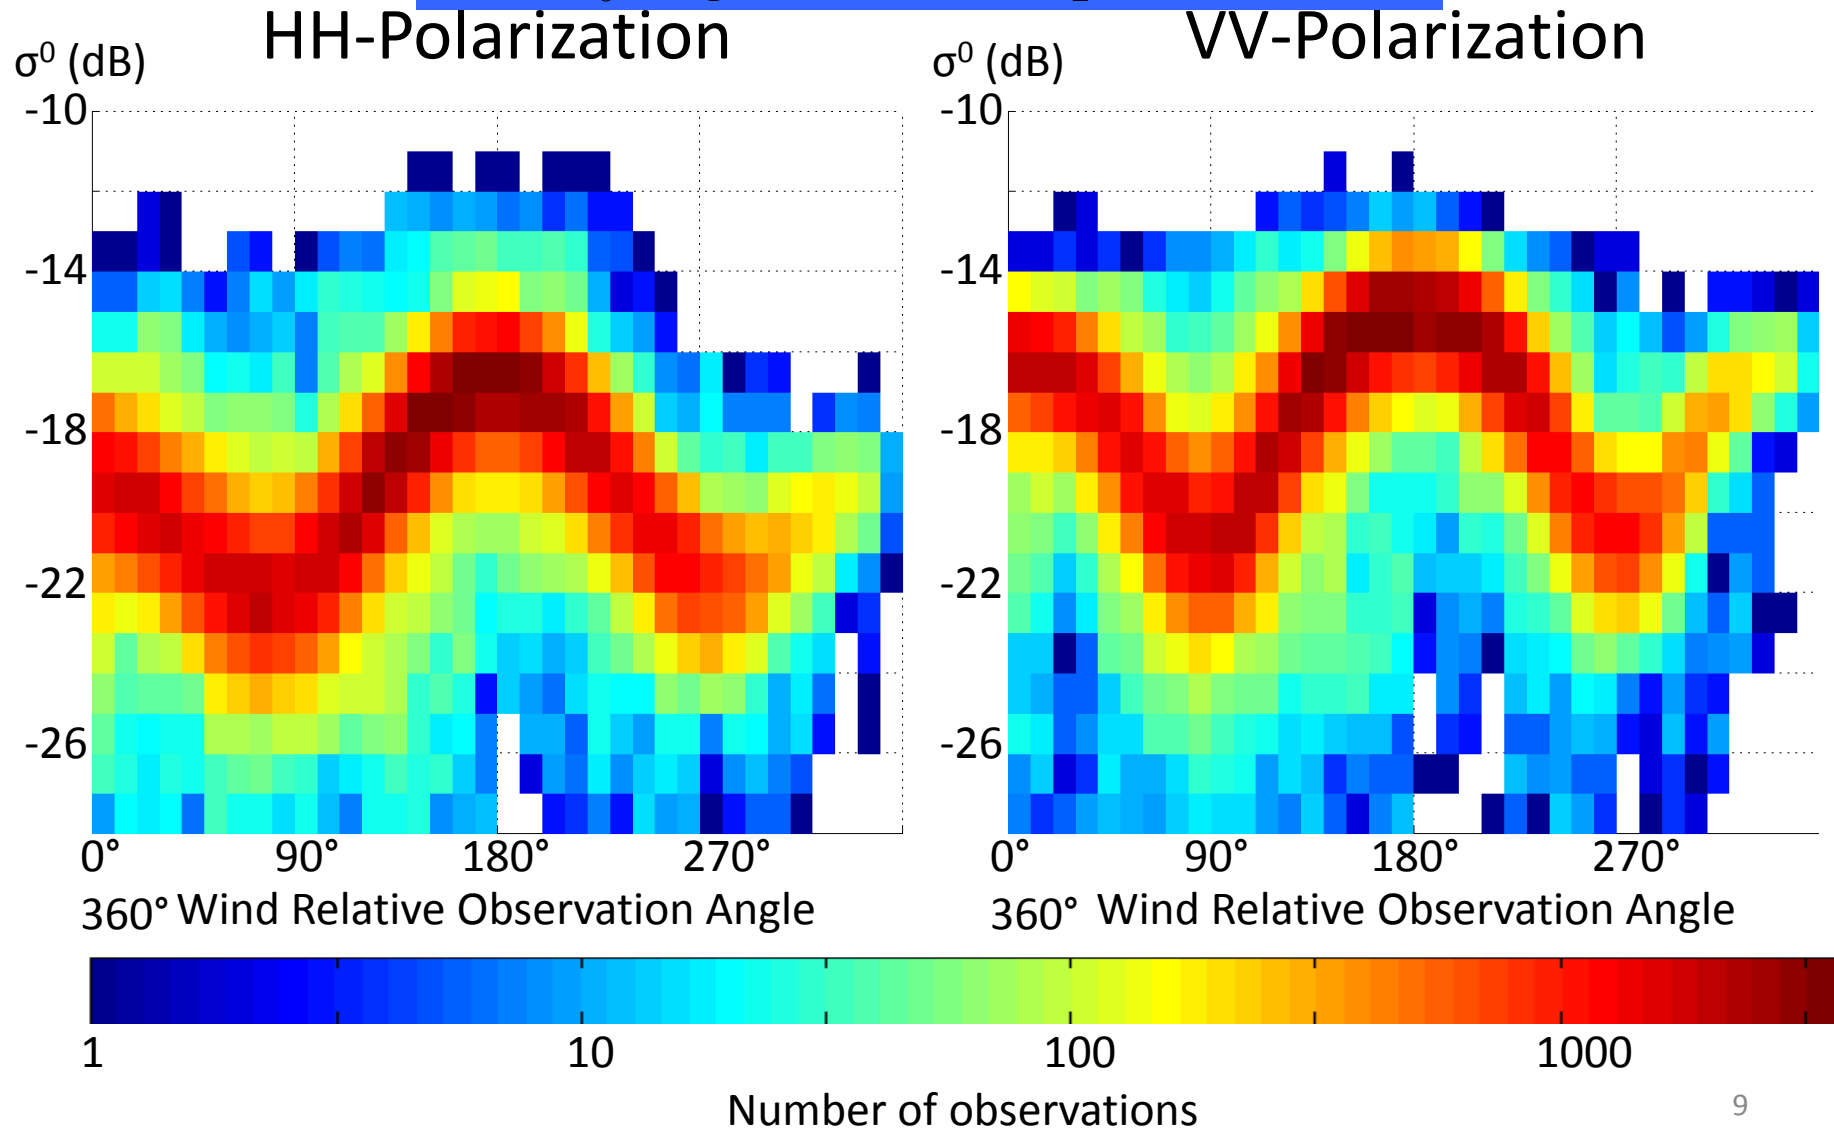 HH-Polarization
VV-Polarization
σ⁰ (dB)
σ⁰ (dB)
-10
-14
-18
-22
-26
-10
-14
-18
-22
-26
0° 90° 180° 270°
0° 90° 180° 270°
360° Wind Relative Observation Angle
360° Wind Relative Observation Angle
1 10 100 1000
Number of observations
9